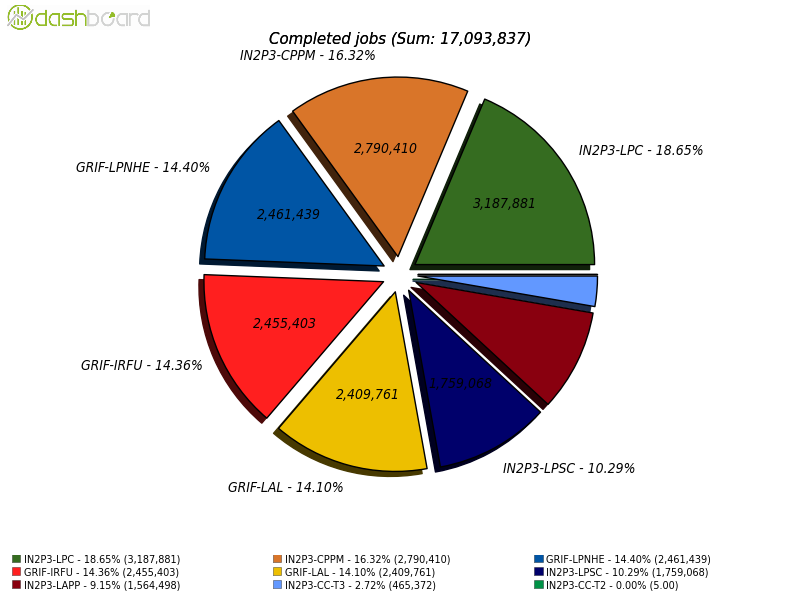 dashboard
Completed jobs (Sum: 17,093,837)
IN2P3-CPPM - 16.32%
IN2P3-LPC - 18.65%
2,790,410
GRIF-LPNHE - 14.40%
3,187,881
2,461,439
2,455,403
GRIF-IRFU - 14.36%
1,759,068
2,409,761
IN2P3-LPSC - 10.29%
GRIF-LAL - 14.10%
IN2P3-LPC - 18.65% (3,187,881)
IN2P3-CPPM - 16.32% (2,790,410)
GRIF-LPNHE - 14.40% (2,461,439)
GRIF-IRFU - 14.36% (2,455,403)
GRIF-LAL - 14.10% (2,409,761)
IN2P3-LPSC - 10.29% (1,759,068)
IN2P3-LAPP - 9.15% (1,564,498)
IN2P3-CC-T3 - 2.72% (465,372)
IN2P3-CC-T2 - 0.00% (5.00)